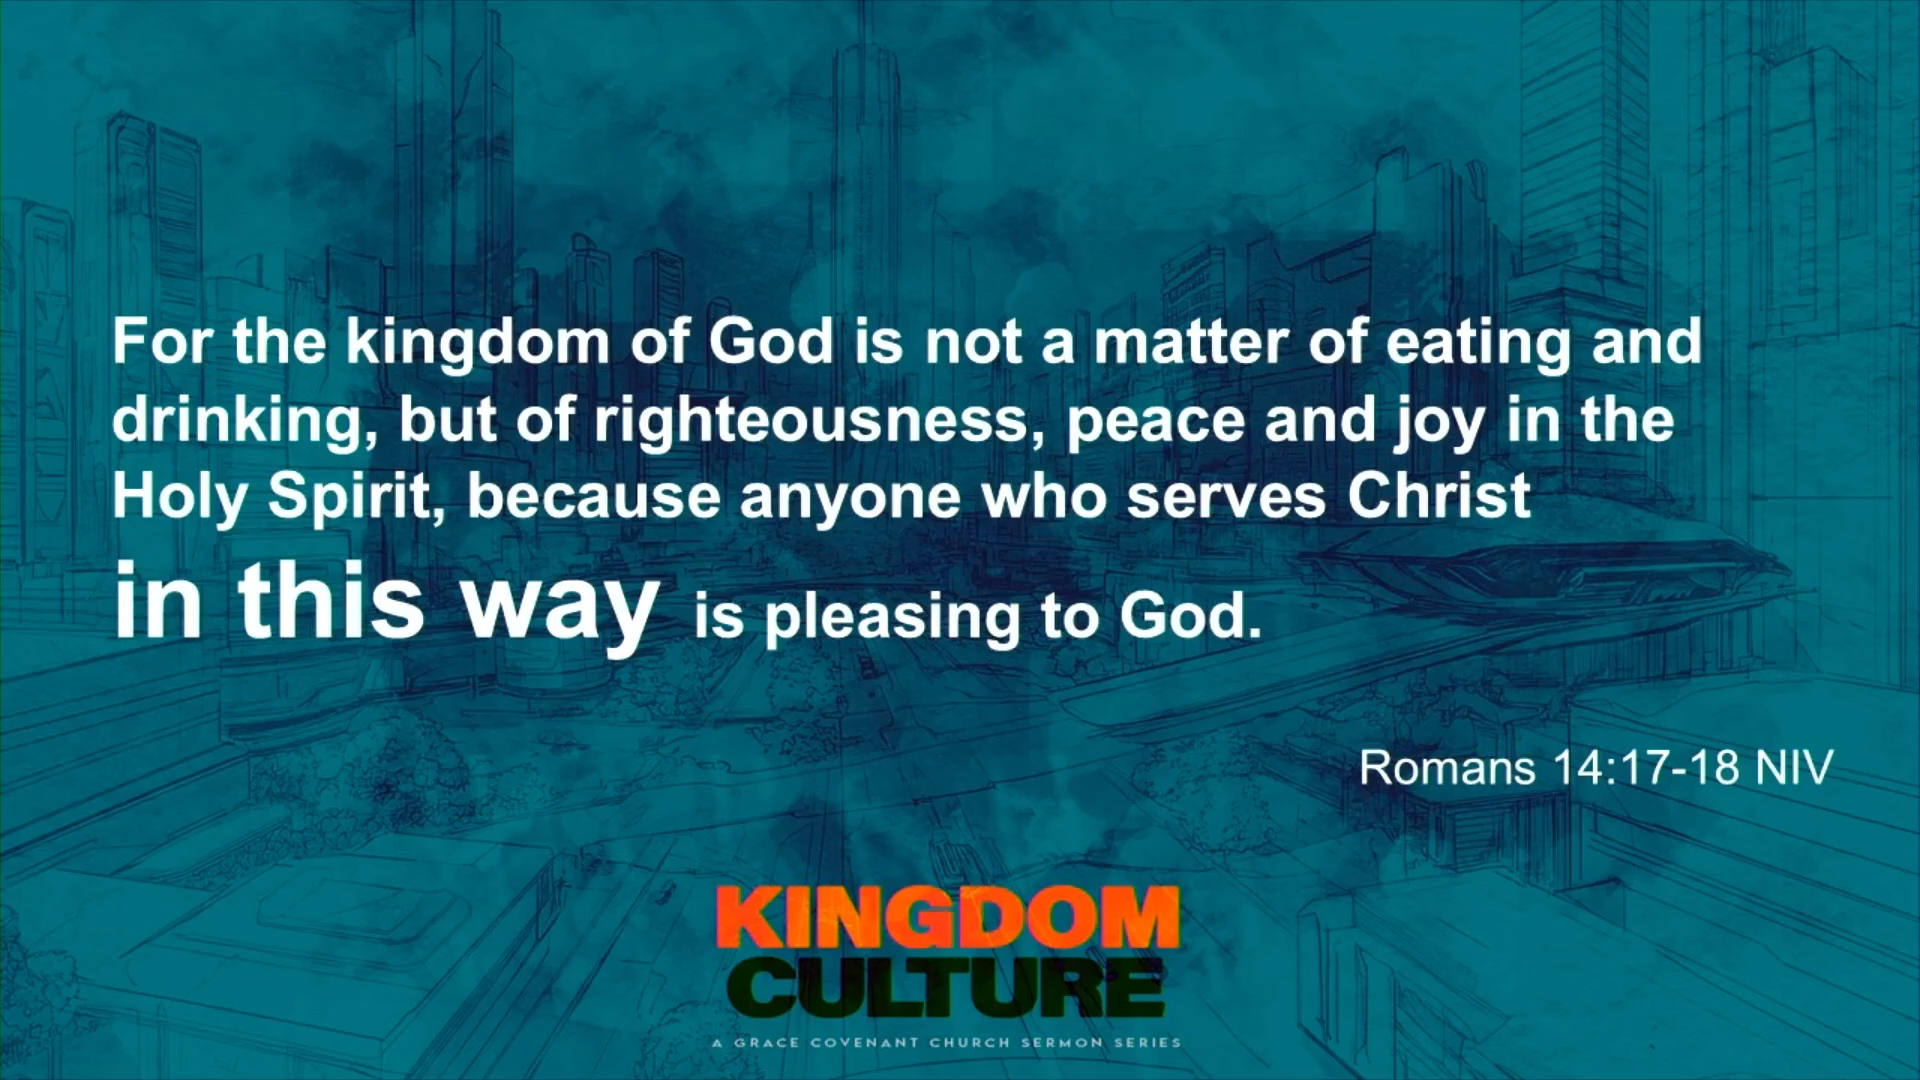 For the kingdom of God is not a matter of eating and
drinking, but of righteousness, peace and joy in the
Holy Spirit, because anyone who serves Christ
in this way is pleasing to God.
Romans 14:17-18 NIV
KINGDOM
CULTURE
A GRACE COVENANT CHURCH SERMON SERIES